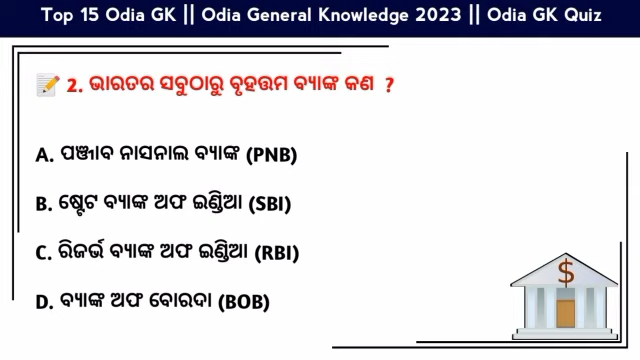 Top 15 Odia GK || Odia General Knowledge 2023 || Odia GK Quiz
2. ଭାରତର ସବୁଠାରୁ ବୃହତ୍ତମ ବ୍ୟାଙ୍କ କଣ ?
A. ପଞ୍ଜାବ ନାସନାଲ ବ୍ୟାଙ୍କ (PNB)
B. ଷ୍ଟେଟ ବ୍ୟାଙ୍କ ଅଫ ଇଣ୍ଡିଆ (SBI)
C. ରିଜର୍ଭ ବ୍ୟାଙ୍କ ଅଫ ଇଣ୍ଡିଆ (RBI)
D. ବ୍ୟାଙ୍କ ଅଫ ବୋରଦା (BOB)
$